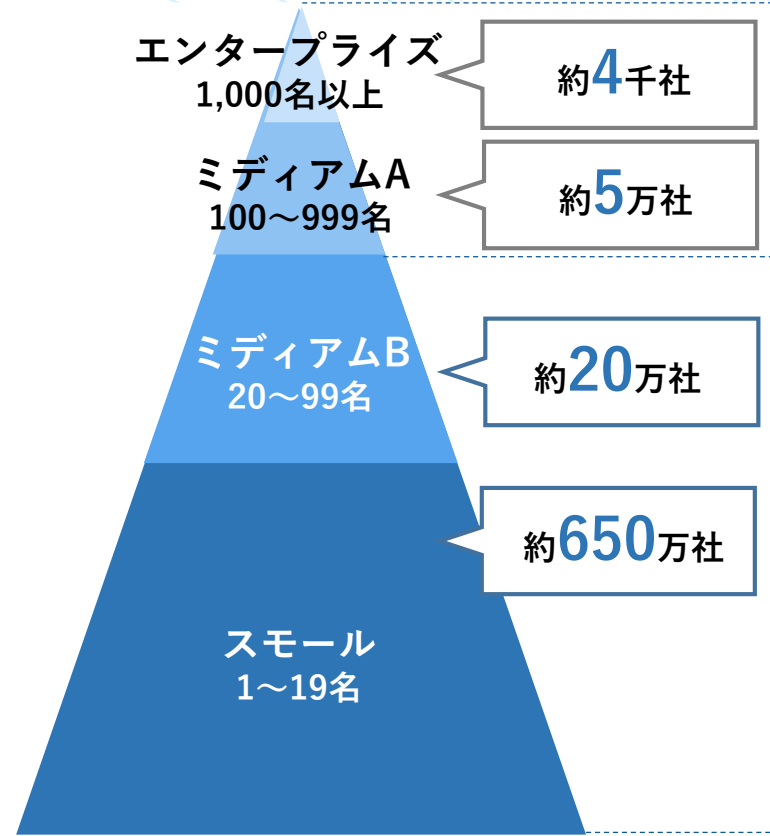 エンタープライズ
1,000名以上
約4千社
ミディアムA
100～999名
約5万社
ミディアムB
20～99名
約20万社
約650万社
スモール
1～19名